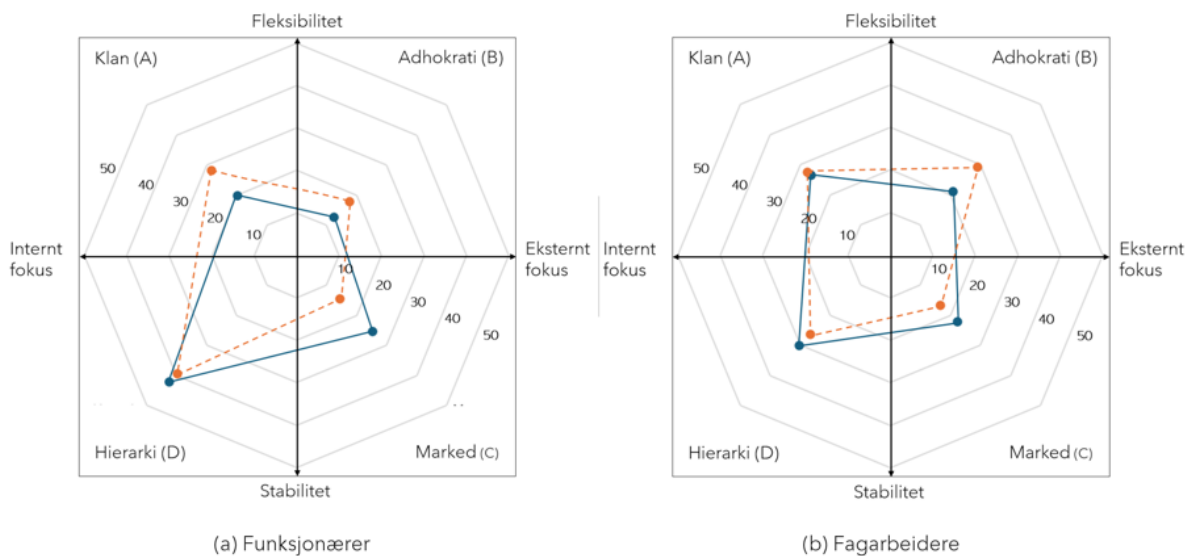 Fleksibilitet
Klan (A)
Adhokrati (B)
50
40
30
20
10
Internt
fokus
Eksternt
fokus
10
20
30
40
50
Hierarki (D)
Marked (C)
Stabilitet
(a) Funksjonærer
Fleksibilitet
Klan (A)
Adhokrati (B)
50
40
30
20
10
Internt
fokus
Eksternt
fokus
10
20
30
40
50
Hierarki (D)
Marked (C)
Stabilitet
(b) Fagarbeidere